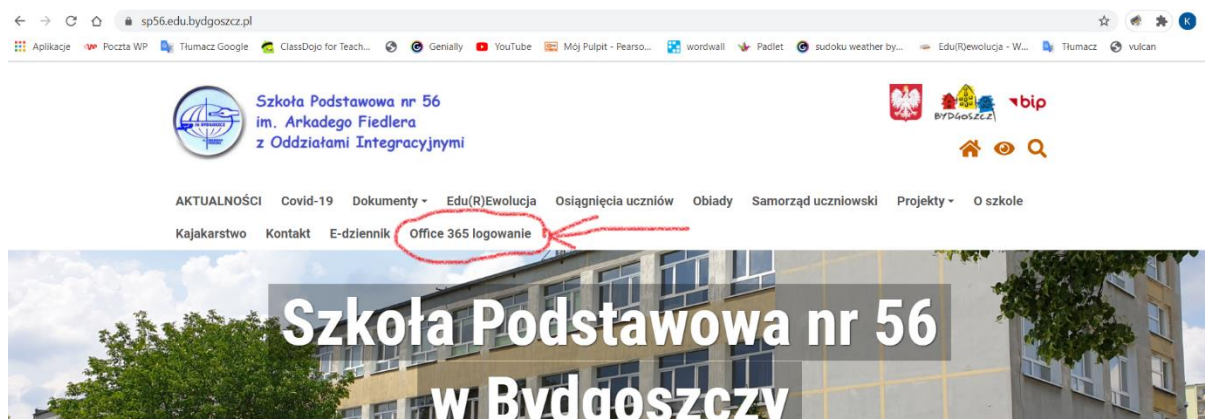 sp56.edu.bydgoszcz.pl
K
Aplikacje Poczta WP Tłumacz Google ClassDojo for Teach... Genially YouTube Mój Pulpit - Pearso... wordwall Padlet sudoku weather by... Edu(R)ewolucja - W... Tłumacz vulcan
Szkoła Podstawowa nr 56
im. Arkadego Fiedlera
z Oddziałami Integracyjnymi
BYDGOSZCZ
bip
AKTUALNOŚCI Covid-19 Dokumenty Edu(R)Ewolucja Osiągnięcia uczniów Obiady Samorząd uczniowski Projekty O szkole
Kajakarstwo Kontakt E-dziennik Office 365 logowanie
Szkoła Podstawowa nr 56
w Bydgoszczy